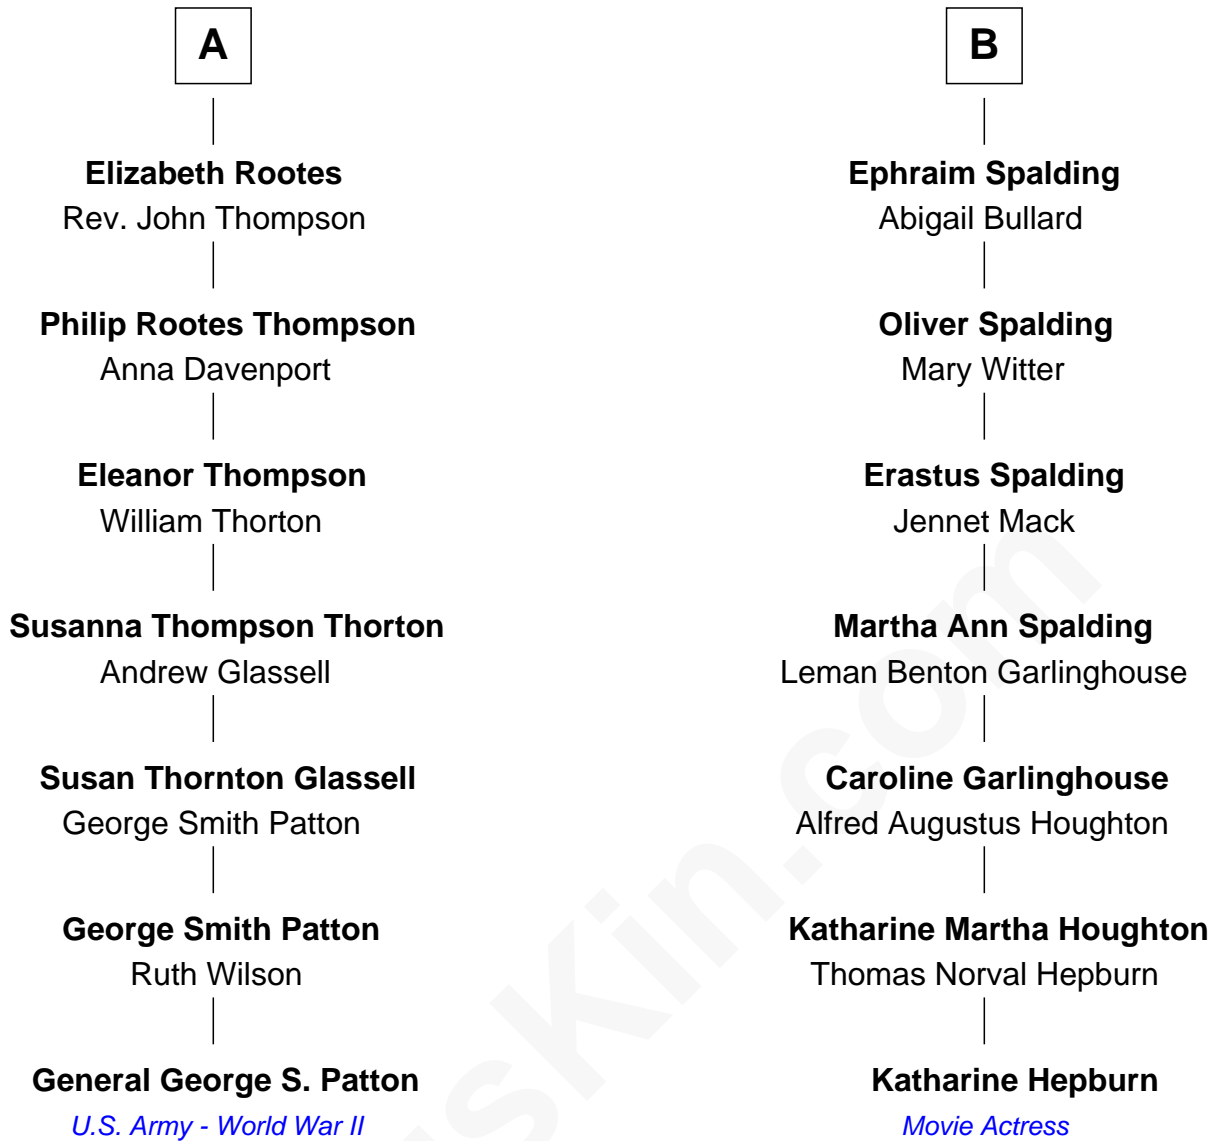 A
Elizabeth Rootes
Rev. John Thompson
Philip Rootes Thompson
Anna Davenport
Eleanor Thompson
William Thorton
Susanna Thompson Thorton
Andrew Glassell
Susan Thornton Glassell
George Smith Patton
George Smith Patton
Ruth Wilson
General George S. Patton
U.S. Army - World War II
B
Ephraim Spalding
Abigail Bullard
Oliver Spalding
Mary Witter
Erastus Spalding
Jennet Mack
Martha Ann Spalding
Leman Benton Garlinghouse
Caroline Garlinghouse
Alfred Augustus Houghton
Katharine Martha Houghton
Thomas Norval Hepburn
Katharine Hepburn
Movie Actress
usKin.com